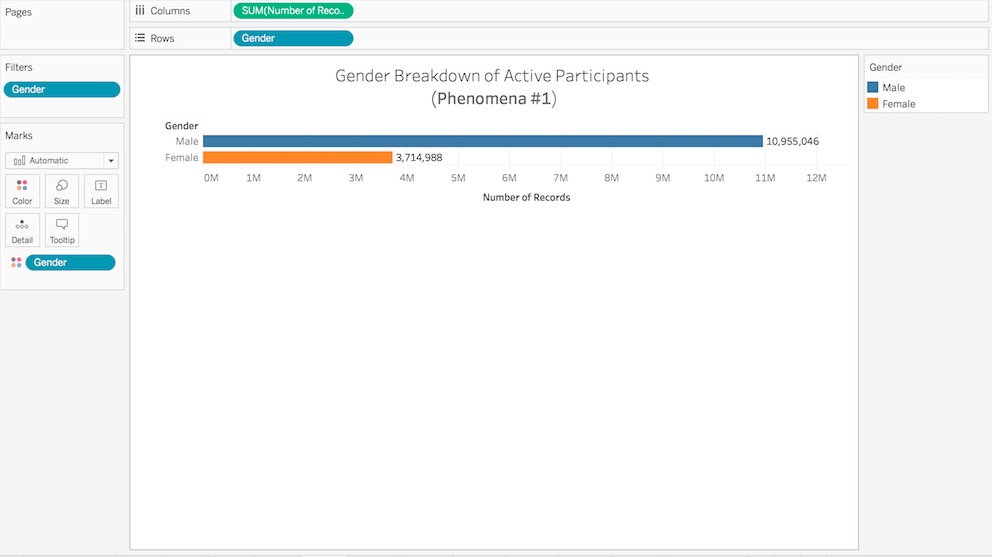 Pages
Columns
SUM(Number of Reco..
Rows
Gender
Filters
Gender
Marks
Automatic
Color
Size
Label
Detail
Tooltip
Gender
Gender Breakdown of Active Participants
(Phenomena #1)
Gender
Male 10,955,046
Female 3,714,988
0M 1M 2M 3M 4M 5M 6M 7M 8M 9M 10M 11M 12M
Number of Records
Gender
Male
Female